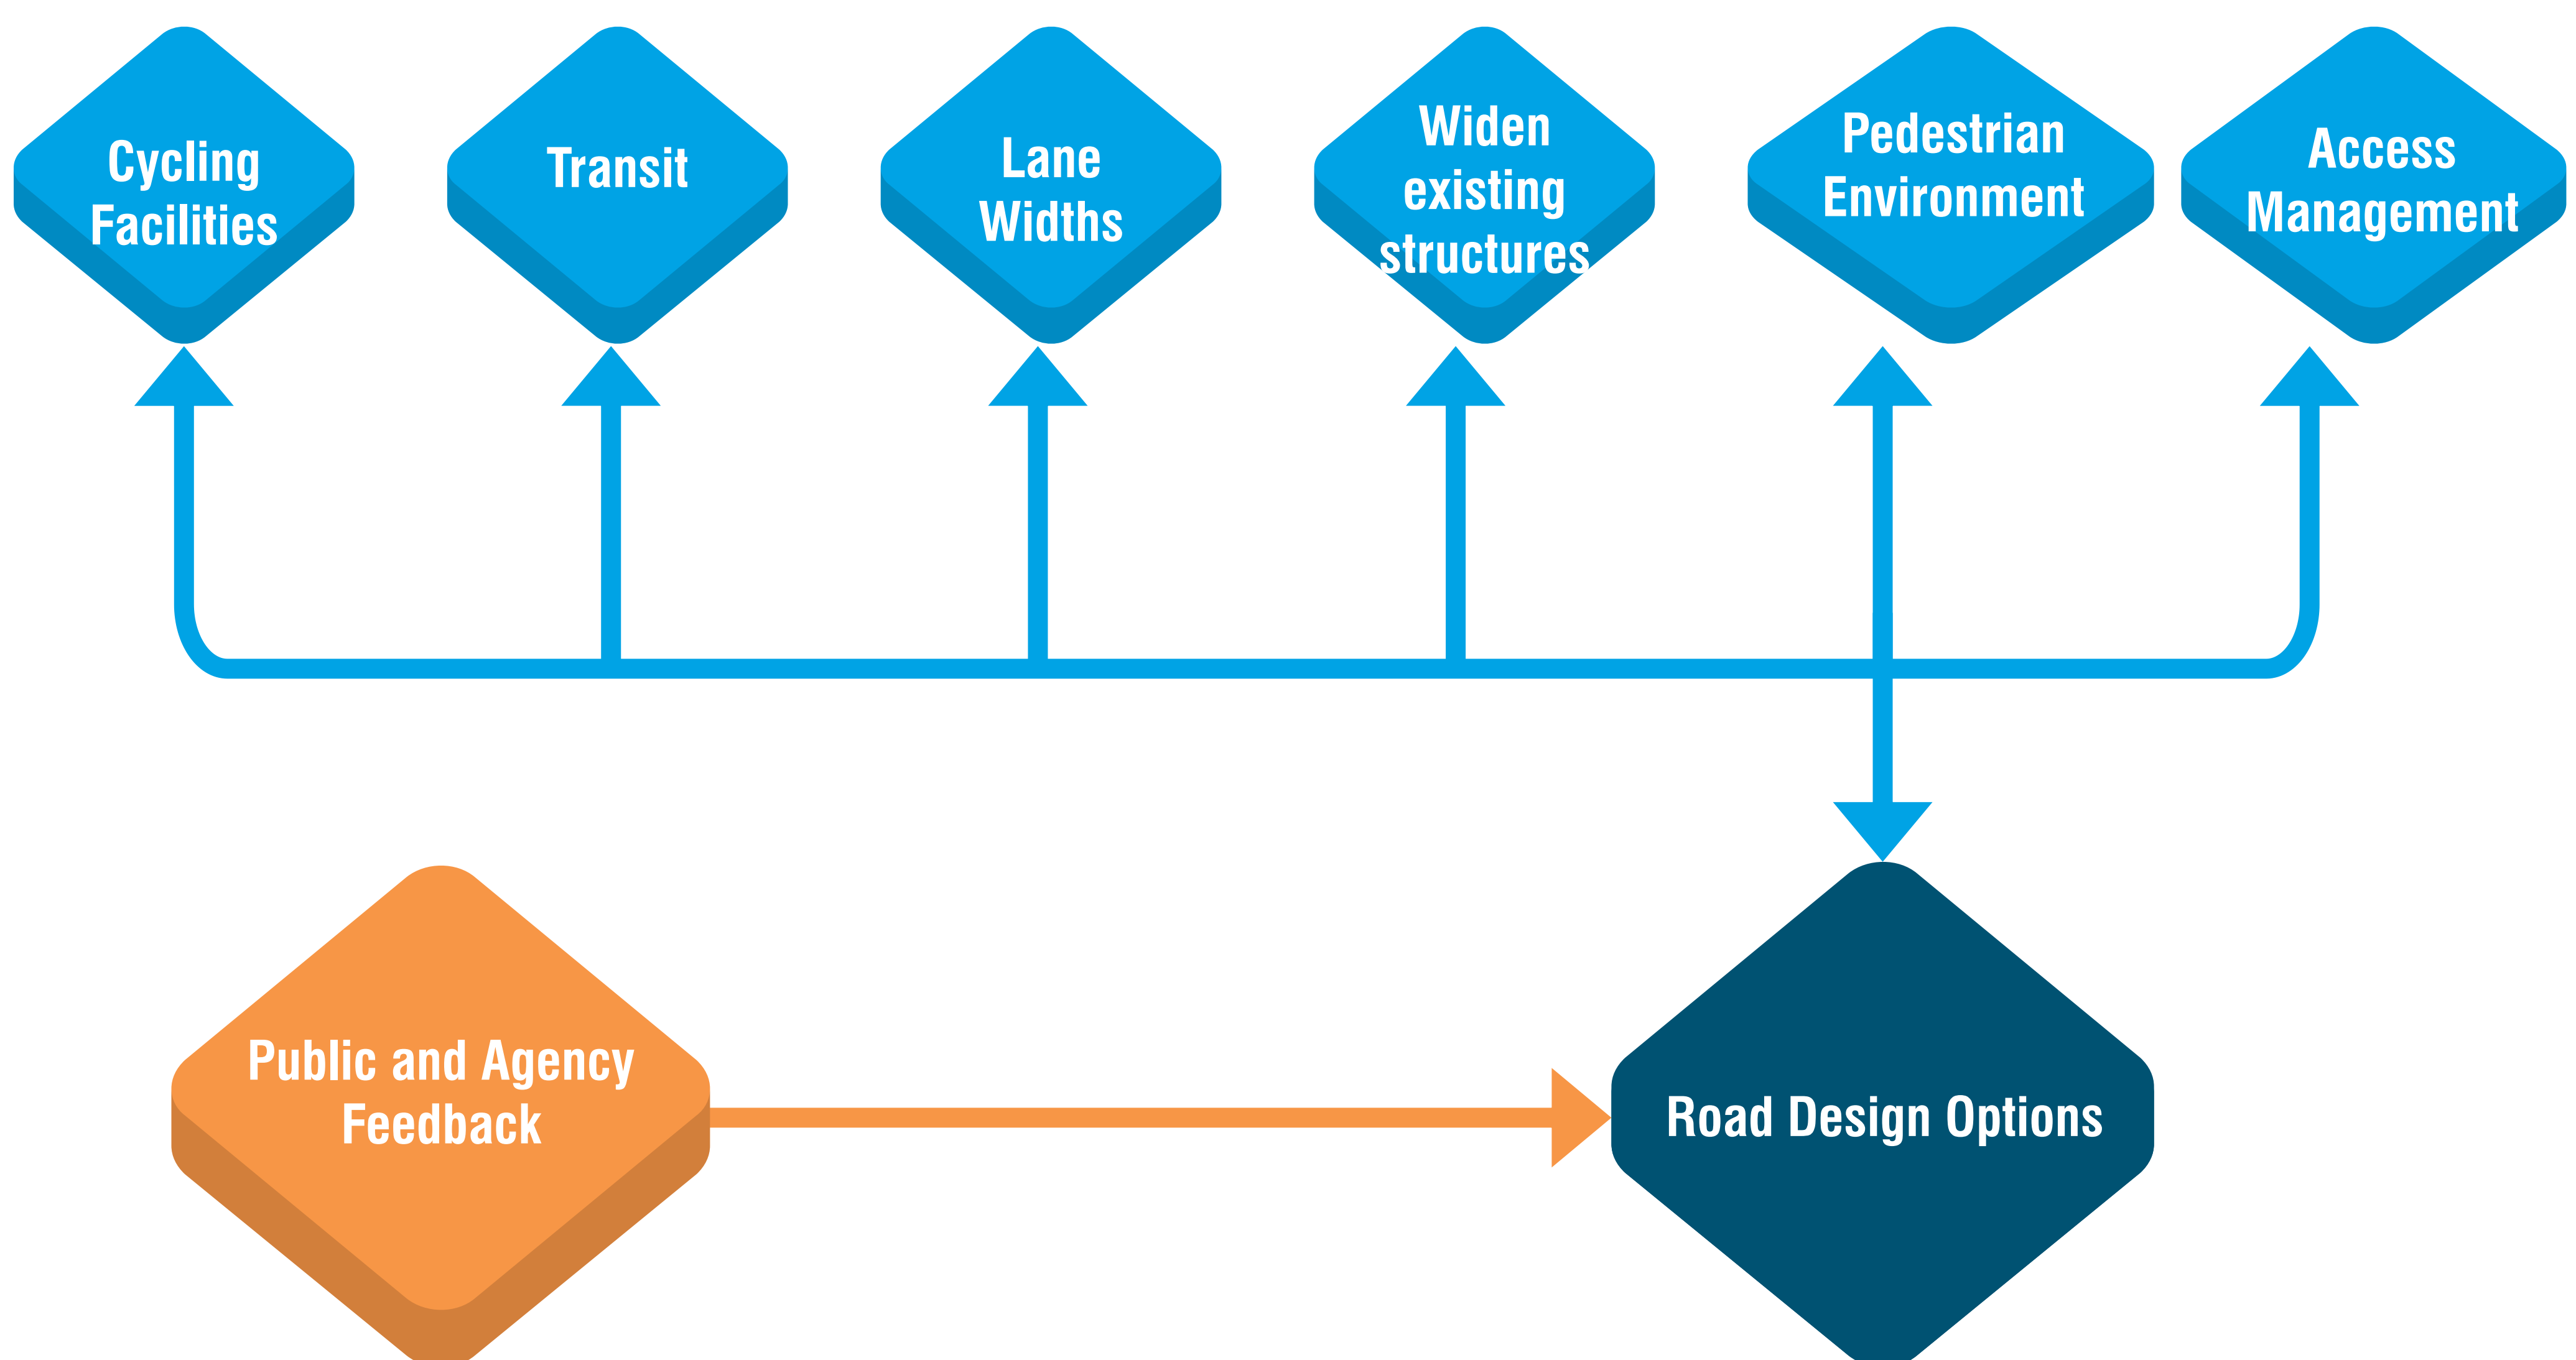 Cycling
Facilities
Transit
Lane
Widths
Widen
existing
structures
Pedestrian
Environment
Access
Management
Public and Agency
Feedback
Road Design Options